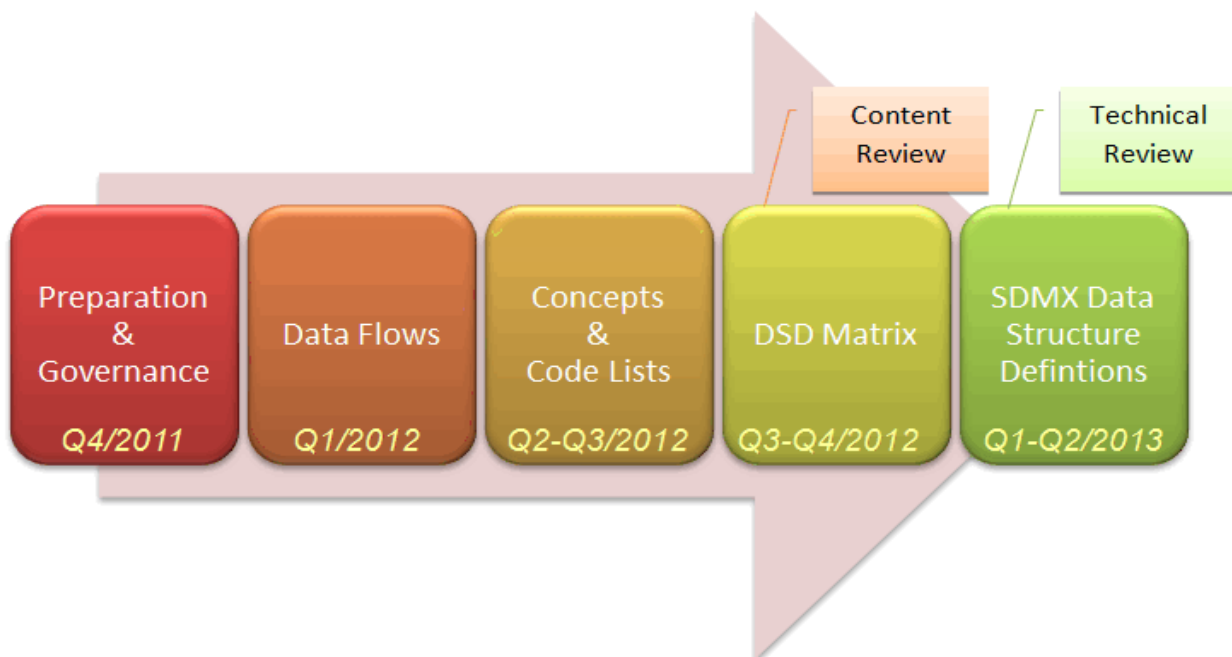 Content
Review
Technical
Review
Preparation
&
Governance
Q4/2011
Data Flows
Q1/2012
Concepts
&
Code Lists
Q2-Q3/2012
DSD Matrix
Q3-Q4/2012
SDMX Data
Structure
Defintions
Q1-Q2/2013